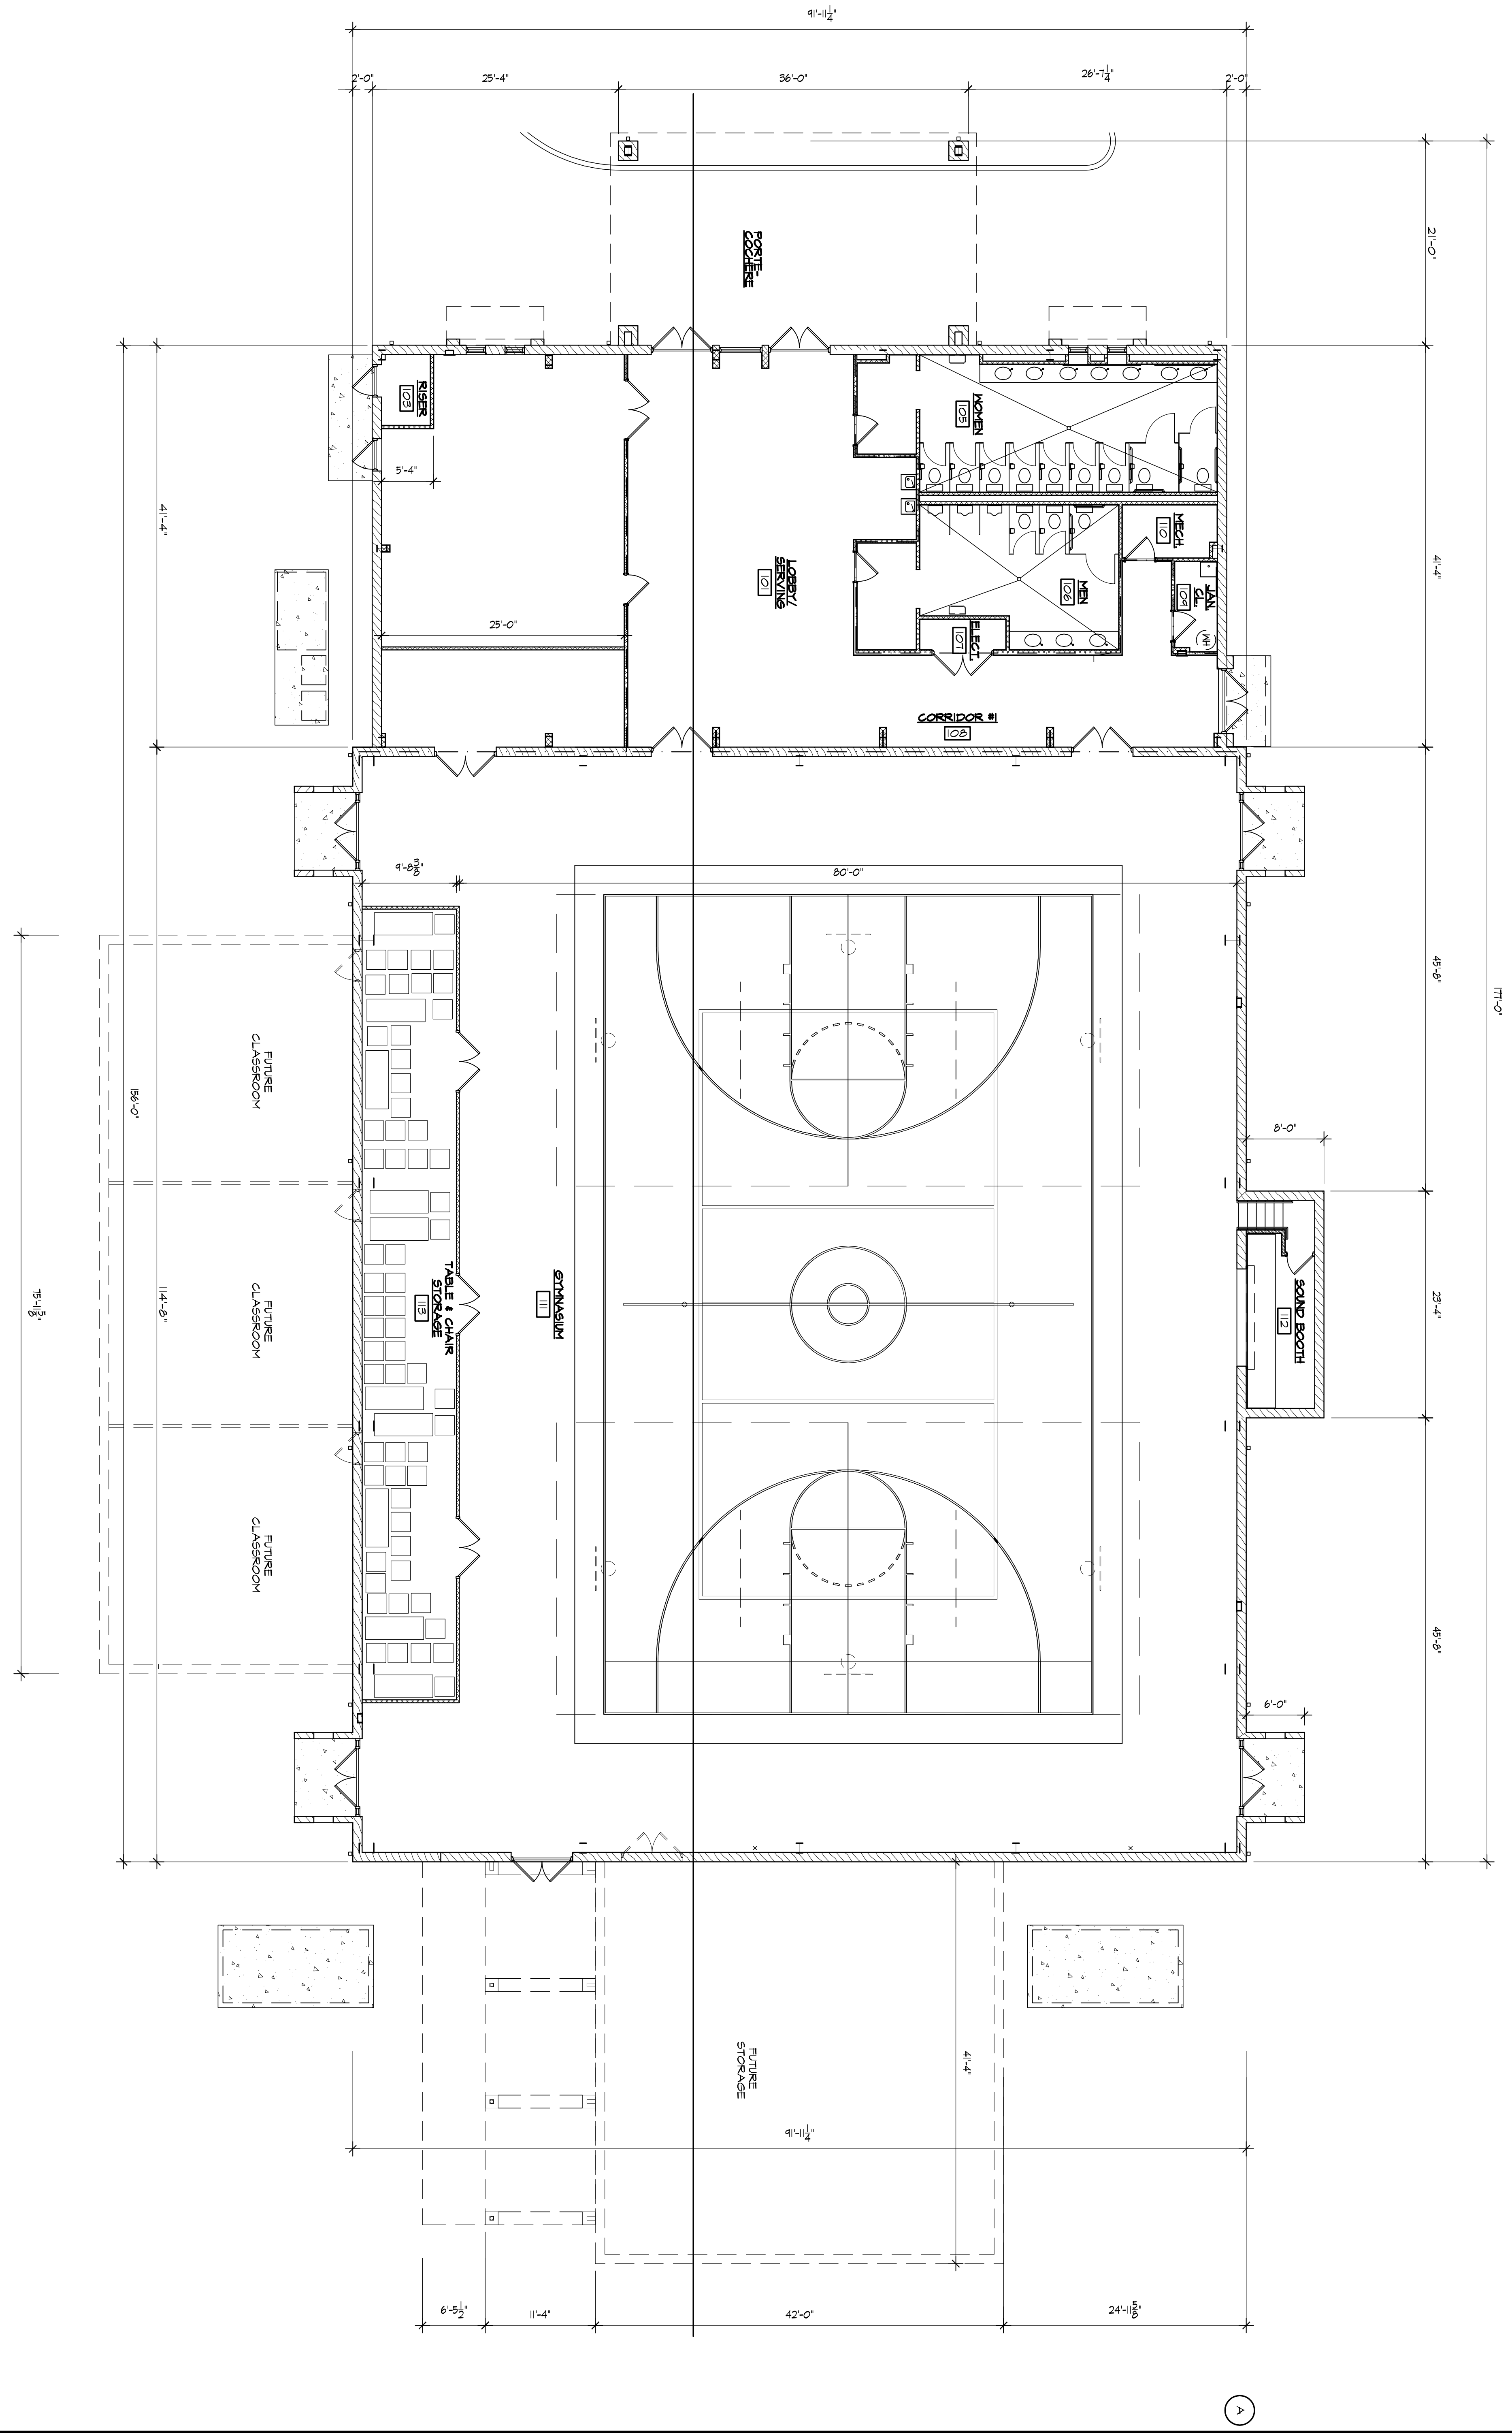 91'-11 1/4"
2'-0"
25'-4"
36'-0"
26'-7 1/4"
2'-0"
21'-0"
PORTE-
COCHERE
RISER
103
5'-4"
WOMEN
105
41'-4"
MECH.
110
LOBBY/
SERVING
101
MEN
106
JAN.
CL.
109
WH
ELECT.
107
25'-0"
41'-4"
CORRIDOR #1
108
9'-8 3/8"
80'-0"
45'-8"
177'-0"
FUTURE
CLASSROOM
156'-0"
8'-0"
FUTURE
CLASSROOM
TABLE & CHAIR
STORAGE
113
GYMNASIUM
111
SOUND BOOTH
112
23'-4"
75'-11 5/8"
114'-8"
FUTURE
CLASSROOM
45'-8"
6'-0"
FUTURE
STORAGE
41'-4"
91'-11 1/4"
6'-5 1/2"
11'-4"
42'-0"
24'-11 5/8"
A